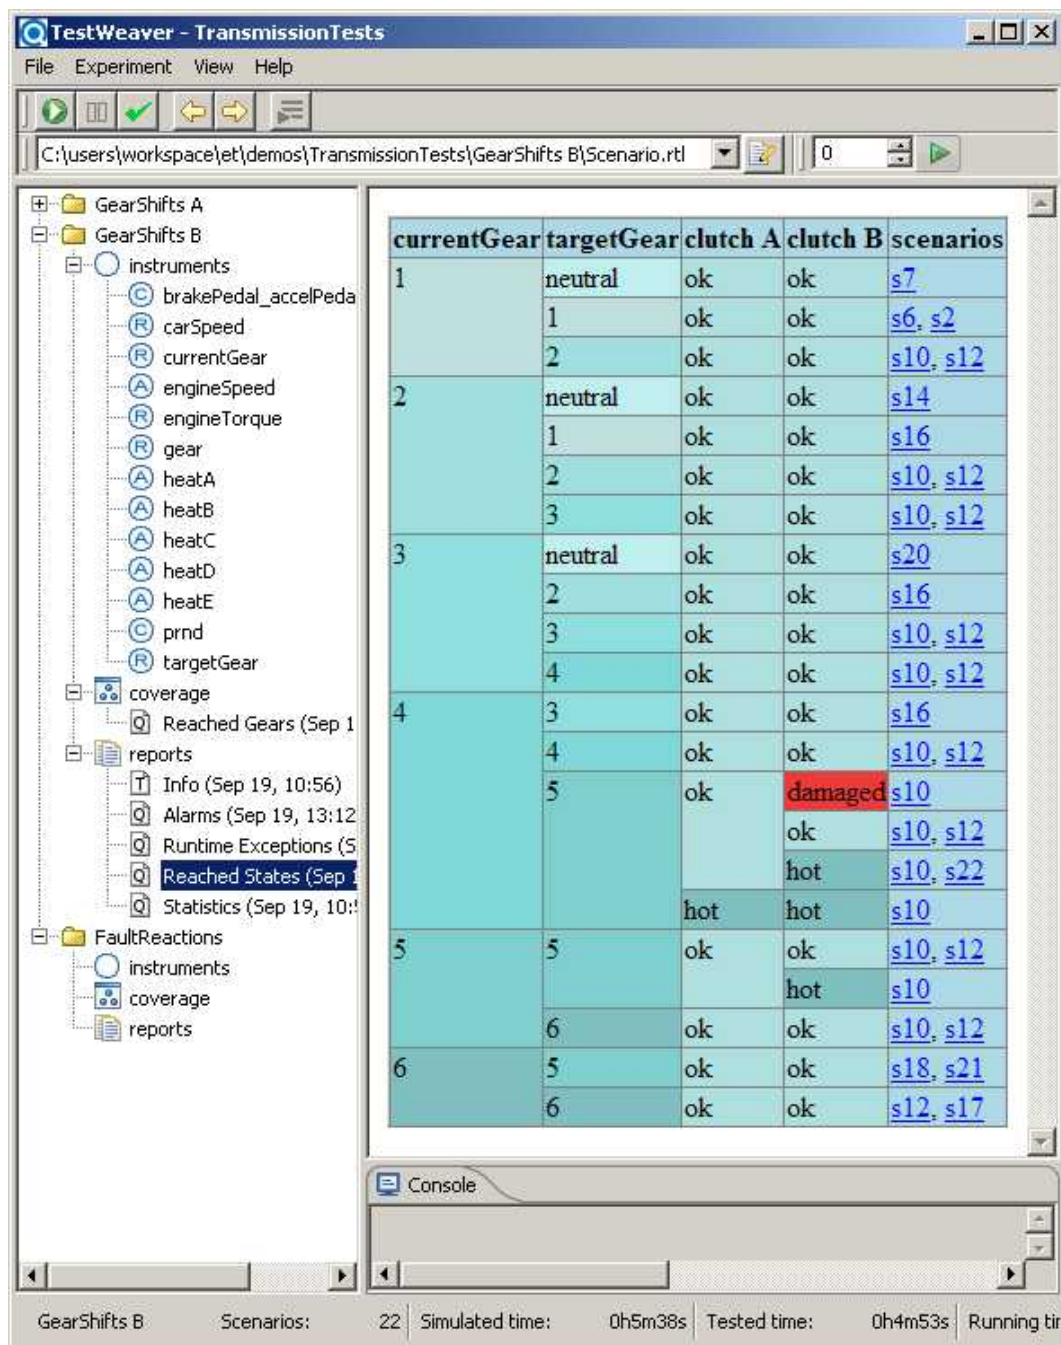 TestWeaver - TransmissionTests
File Experiment View Help
C:\users\workspace\et\demos\TransmissionTests\GearShifts B\Scenario.rtl 0
GearShifts A
GearShifts B
instruments
brakePedal_accelPeda
carSpeed
currentGear
engineSpeed
engineTorque
gear
heatA
heatB
heatC
heatD
heatE
prnd
targetGear
coverage
Reached Gears (Sep 1
reports
Info (Sep 19, 10:56)
Alarms (Sep 19, 13:12
Runtime Exceptions (S
Reached States (Sep 1
Statistics (Sep 19, 10:5
FaultReactions
instruments
coverage
reports
currentGear targetGear clutch A clutch B scenarios
1 neutral ok ok s7
1 ok ok s6, s2
2 ok ok s10, s12
2 neutral ok ok s14
1 ok ok s16
2 ok ok s10, s12
3 ok ok s10, s12
3 neutral ok ok s20
2 ok ok s16
3 ok ok s10, s12
4 ok ok s10, s12
4 3 ok ok s16
4 ok ok s10, s12
5 ok damaged s10
ok s10, s12
hot s10, s22
hot hot s10
5 5 ok ok s10, s12
hot s10
6 ok ok s10, s12
6 5 ok ok s18, s21
6 ok ok s12, s17
Console
GearShifts B Scenarios: 22 Simulated time: 0h5m38s Tested time: 0h4m53s Running tir